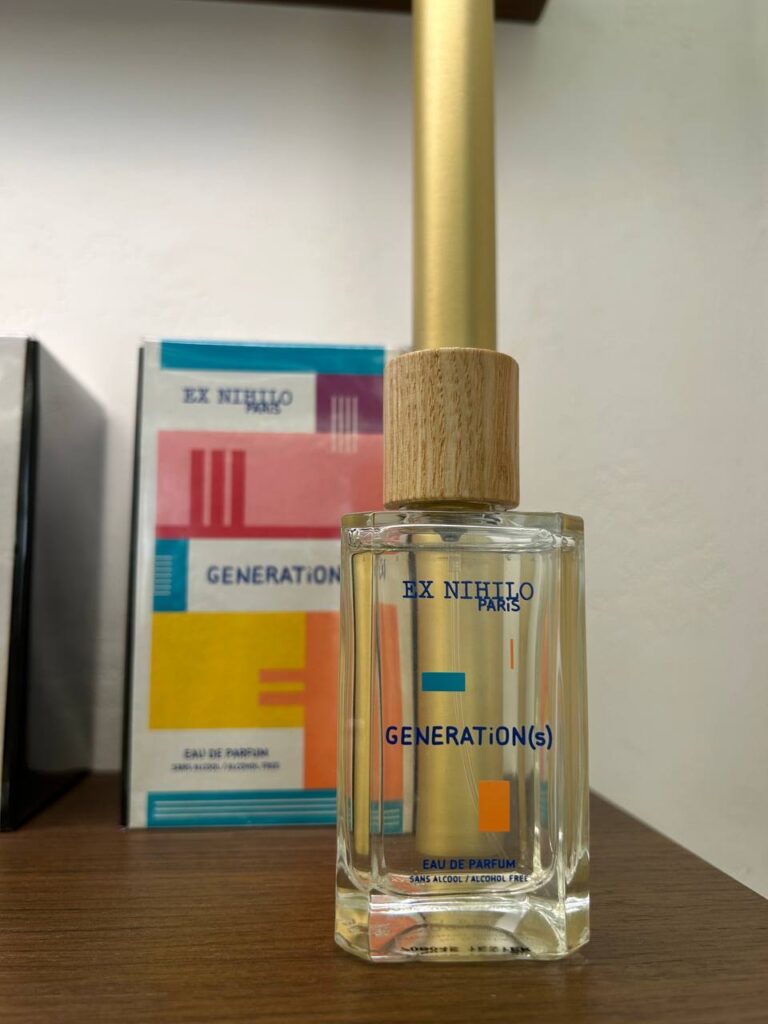 EX NIHILO
PARiS
GENERATiON
EAU DE PARFUM
SANS ALCOOL / ALCOHOL FREE
EX NIHILO
PARiS
GENERATiON(s)
EAU DE PARFUM
SANS ALCOOL / ALCOHOL FREE